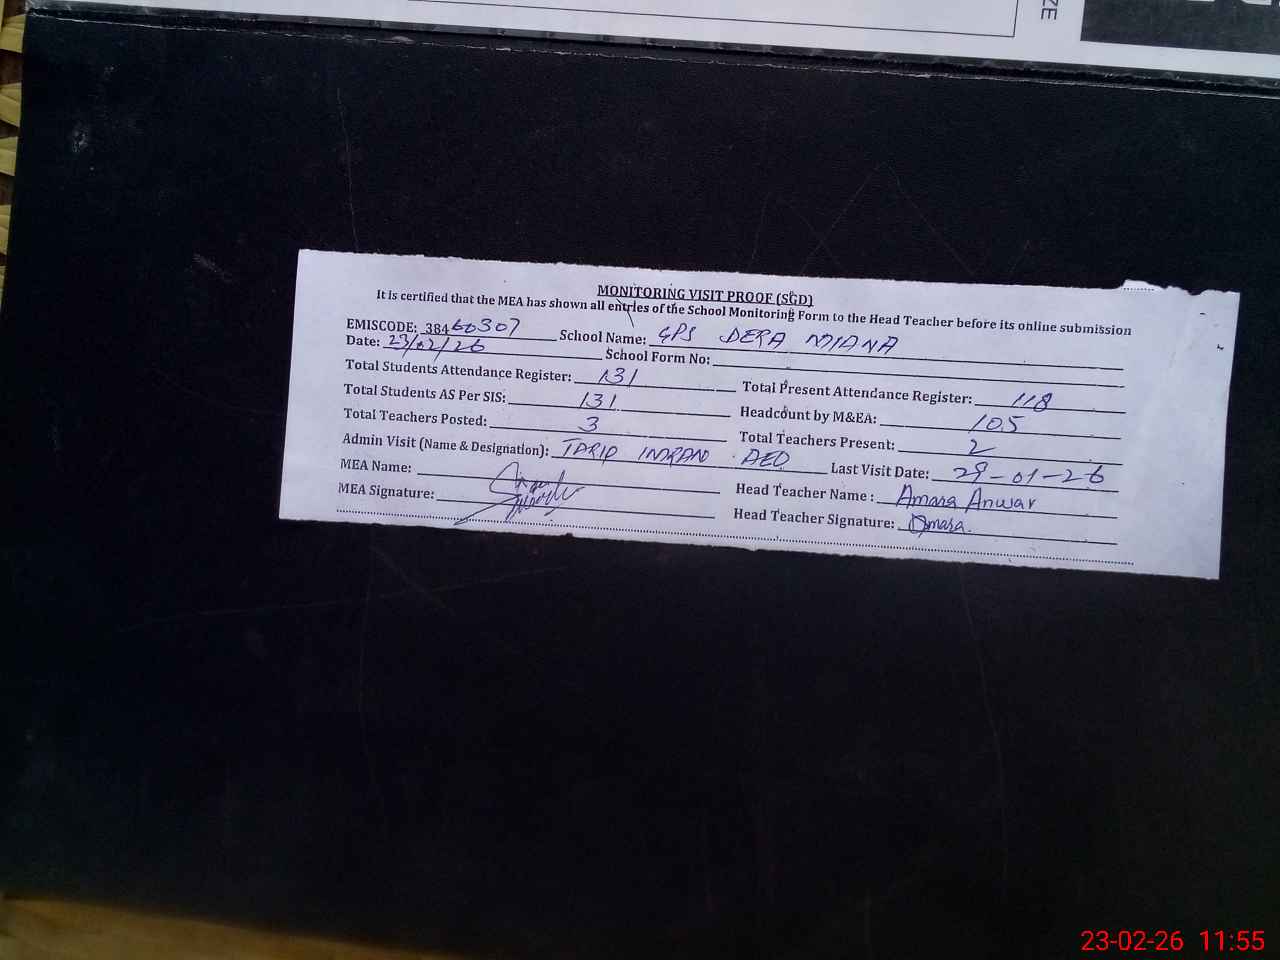 ZE
MONITORING VISIT PROOF (SGD)
It is certified that the MEA has shown all entries of the School Monitoring Form to the Head Teacher before its online submission
EMISCODE: 38460307 School Name: GPS DERA MIANA
Date: 23/02/26 School Form No:
Total Students Attendance Register: 131 Total Present Attendance Register: 118
Total Students AS Per SIS: 131 Headcount by M&EA: 105
Total Teachers Posted: 3 Total Teachers Present: 2
Admin Visit (Name & Designation): TARIQ IMRAN AEO Last Visit Date: 29-01-26
MEA Name: Head Teacher Name: Amara Anwar
MEA Signature: Head Teacher Signature: Amara.
23-02-26 11:55